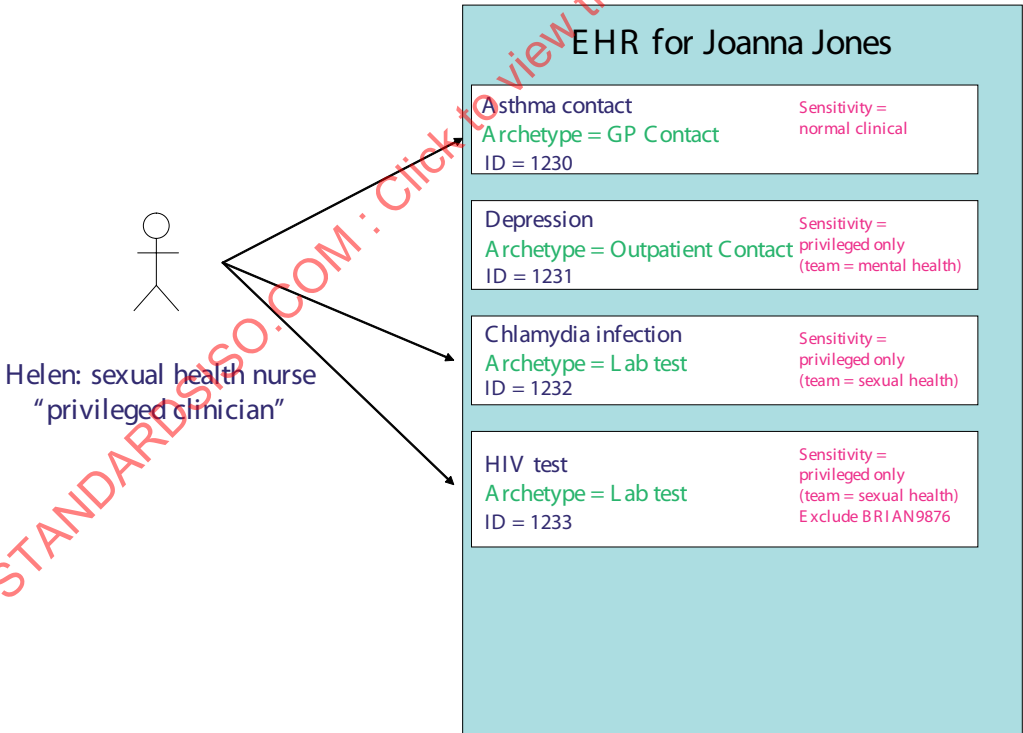 EHR for Joanna Jones
Asthma contact
Archetype = GP Contact
ID = 1230
Sensitivity =
normal clinical
Depression
Archetype = Outpatient Contact
ID = 1231
Sensitivity =
privileged only
(team = mental health)
Chlamydia infection
Archetype = Lab test
ID = 1232
Sensitivity =
privileged only
(team = sexual health)
HIV test
Archetype = Lab test
ID = 1233
Sensitivity =
privileged only
(team = sexual health)
Exclude BRIAN9876
Helen: sexual health nurse
“privileged clinician”
STANDARDSISO.COM : Click to view